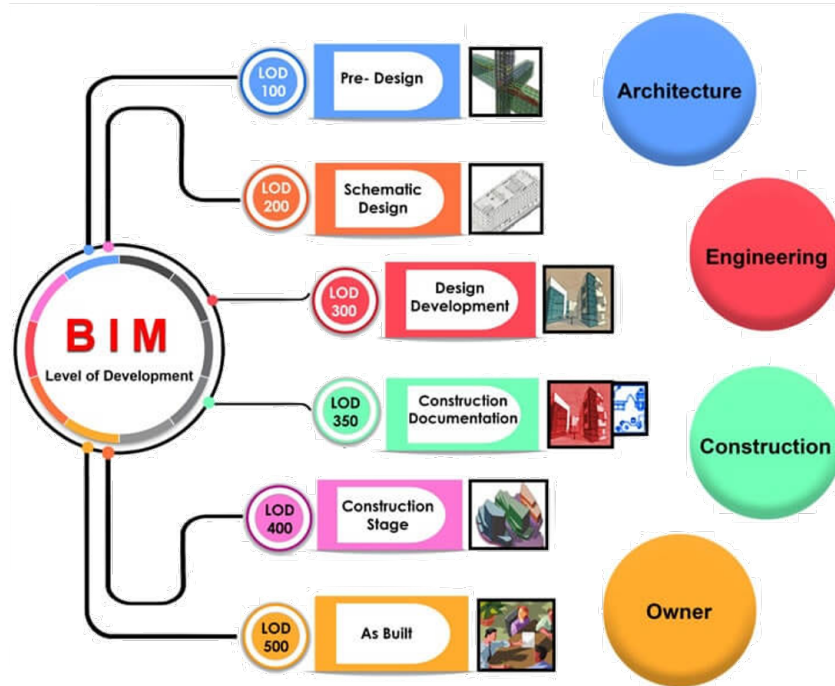 LOD
100
Pre- Design
Architecture
LOD
200
Schematic
Design
Engineering
LOD
300
Design
Development
BIM
Level of Development
LOD
350
Construction
Documentation
Construction
LOD
400
Construction
Stage
LOD
500
As Built
Owner